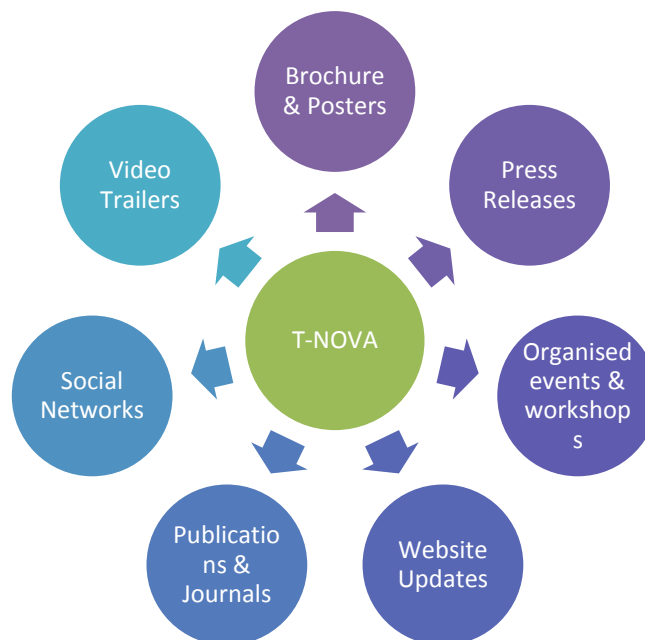 Brochure
& Posters
Press
Releases
Organised
events &
workshop
s
Website
Updates
Publicatio
ns &
Journals
Social
Networks
Video
Trailers
T-NOVA